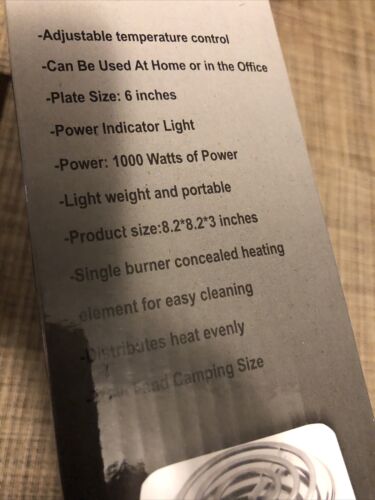 -Adjustable temperature control
-Can Be Used At Home or in the Office
-Plate Size: 6 inches
-Power Indicator Light
-Power: 1000 Watts of Power
-Light weight and portable
-Product size:8.2*8.2*3 inches
-Single burner concealed heating
element for easy cleaning
-Distributes heat evenly
Camping Size